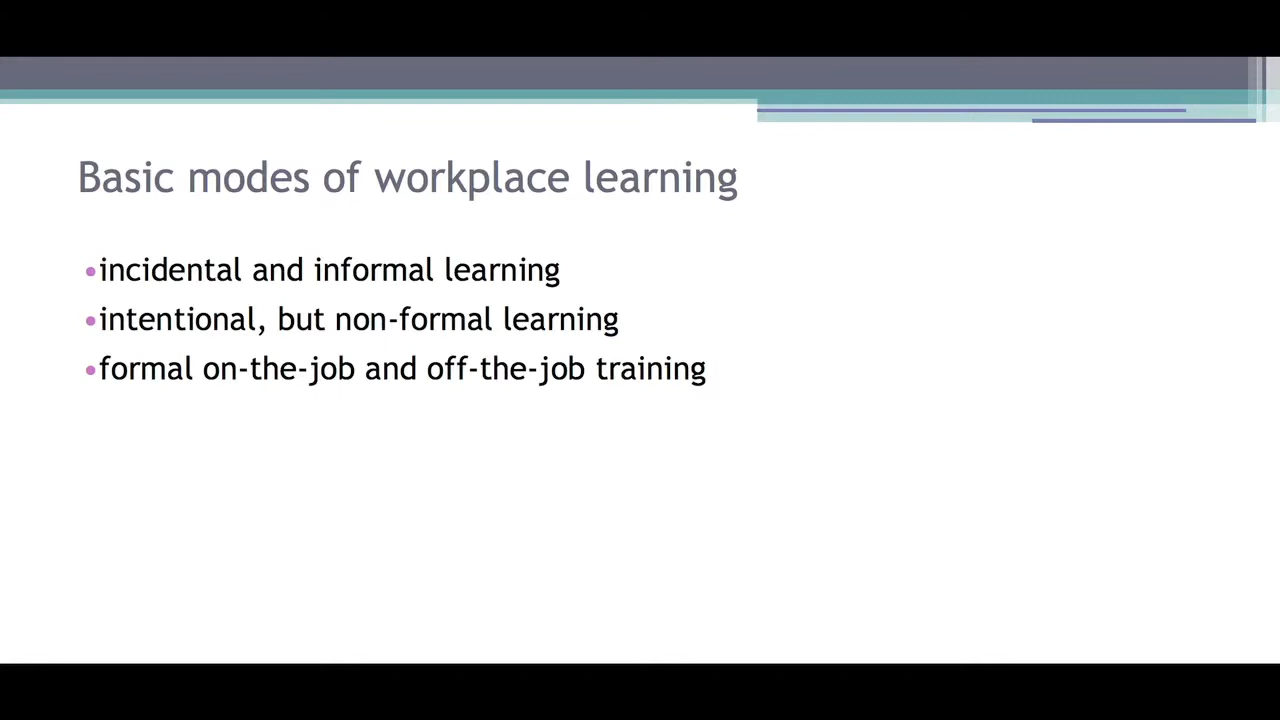 Basic modes of workplace learning
•incidental and informal learning
•intentional, but non-formal learning
•formal on-the-job and off-the-job training